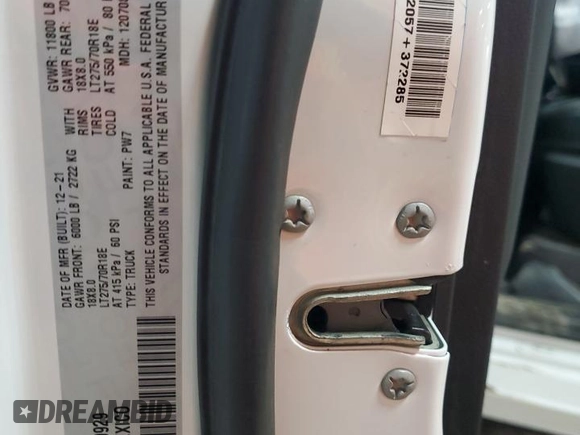 DATE OF MFR (BUILT): 12-21
GVWR: 11800 LB
GAWR FRONT: 6000 LB / 2722 KG WITH GAWR REAR: 70
18X8.0 RIMS 18X8.0
LT275/70R18E TIRES LT275/70R18E
AT 415 kPa / 60 PSI COLD AT 550 kPa / 80
TYPE: TRUCK PAINT: PW7 MDH: 12070
THIS VEHICLE CONFORMS TO ALL APPLICABLE U.S.A. FEDERAL
STANDARDS IN EFFECT ON THE DATE OF MANUFACTUR
0929
2057+373285
DREAMBID